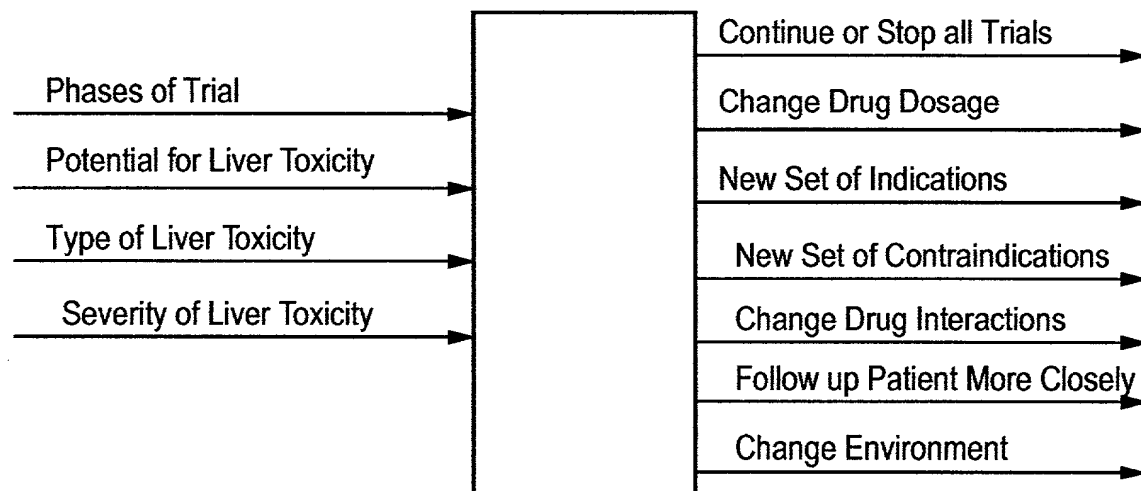 Phases of Trial
Potential for Liver Toxicity
Type of Liver Toxicity
Severity of Liver Toxicity
Continue or Stop all Trials
Change Drug Dosage
New Set of Indications
New Set of Contraindications
Change Drug Interactions
Follow up Patient More Closely
Change Environment